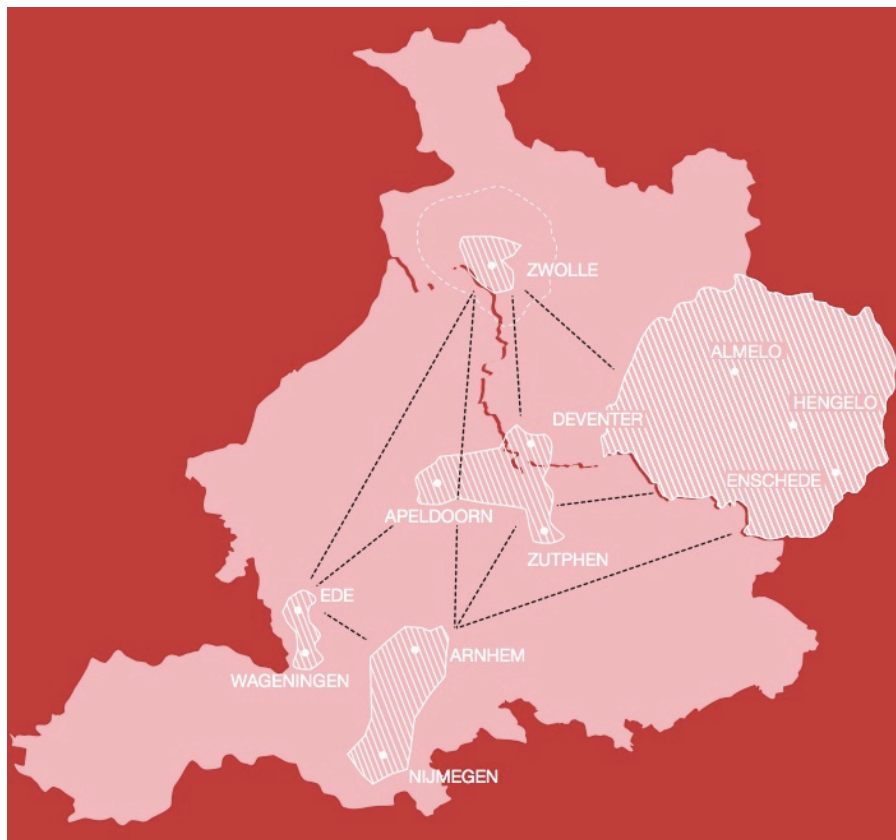 ZWOLLE
ALMELO
HENGELO
DEVENTER
ENSCHEDE
APELDOORN
ZUTPHEN
EDE
ARNHEM
WAGENINGEN
NIJMEGEN